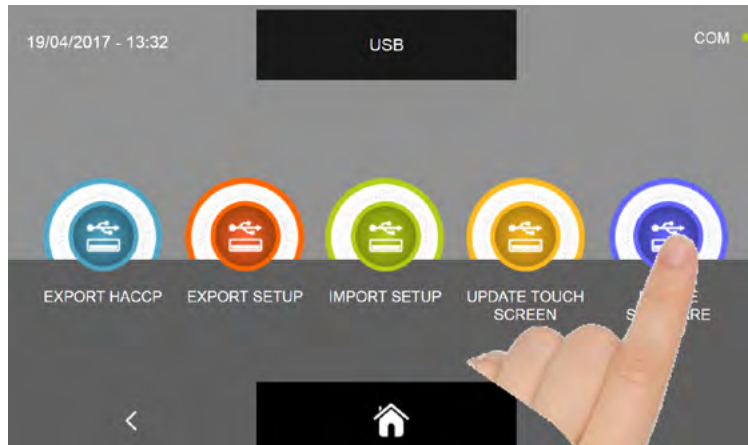 19/04/2017 - 13:32
USB
COM
EXPORT HACCP
EXPORT SETUP
IMPORT SETUP
UPDATE TOUCH
SCREEN